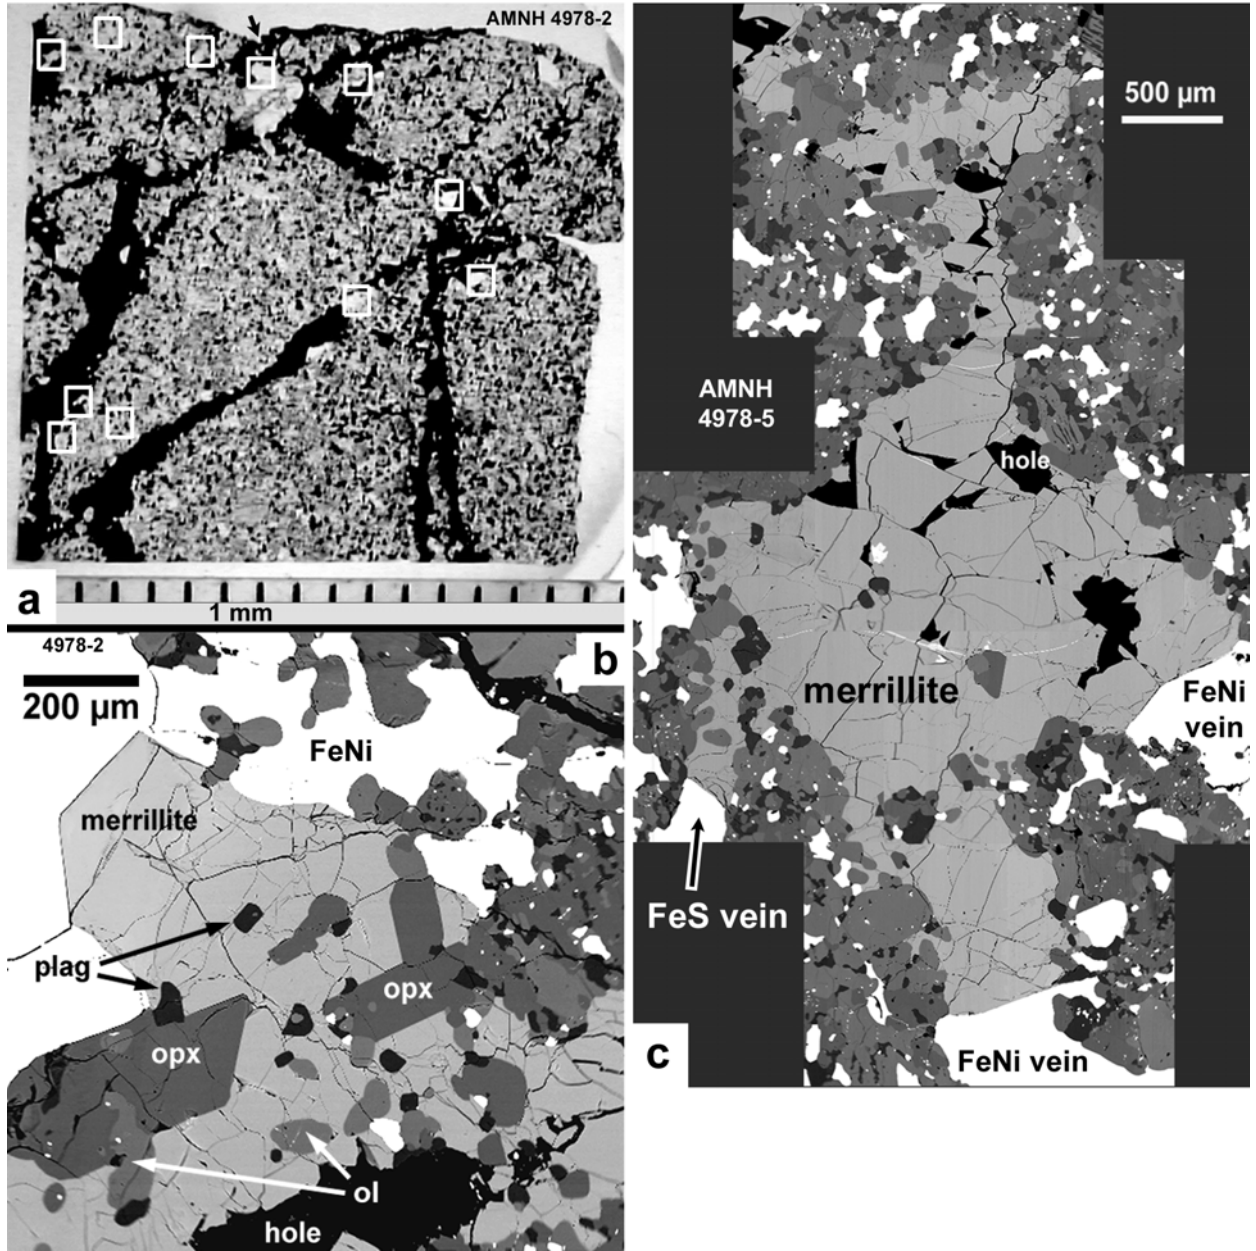 AMNH 4978-2
a
1 mm
4978-2
b
200 µm
FeNi
merrillite
plag
opx
opx
ol
hole
500 µm
AMNH
4978-5
hole
merrillite
FeNi
vein
FeS vein
c
FeNi vein